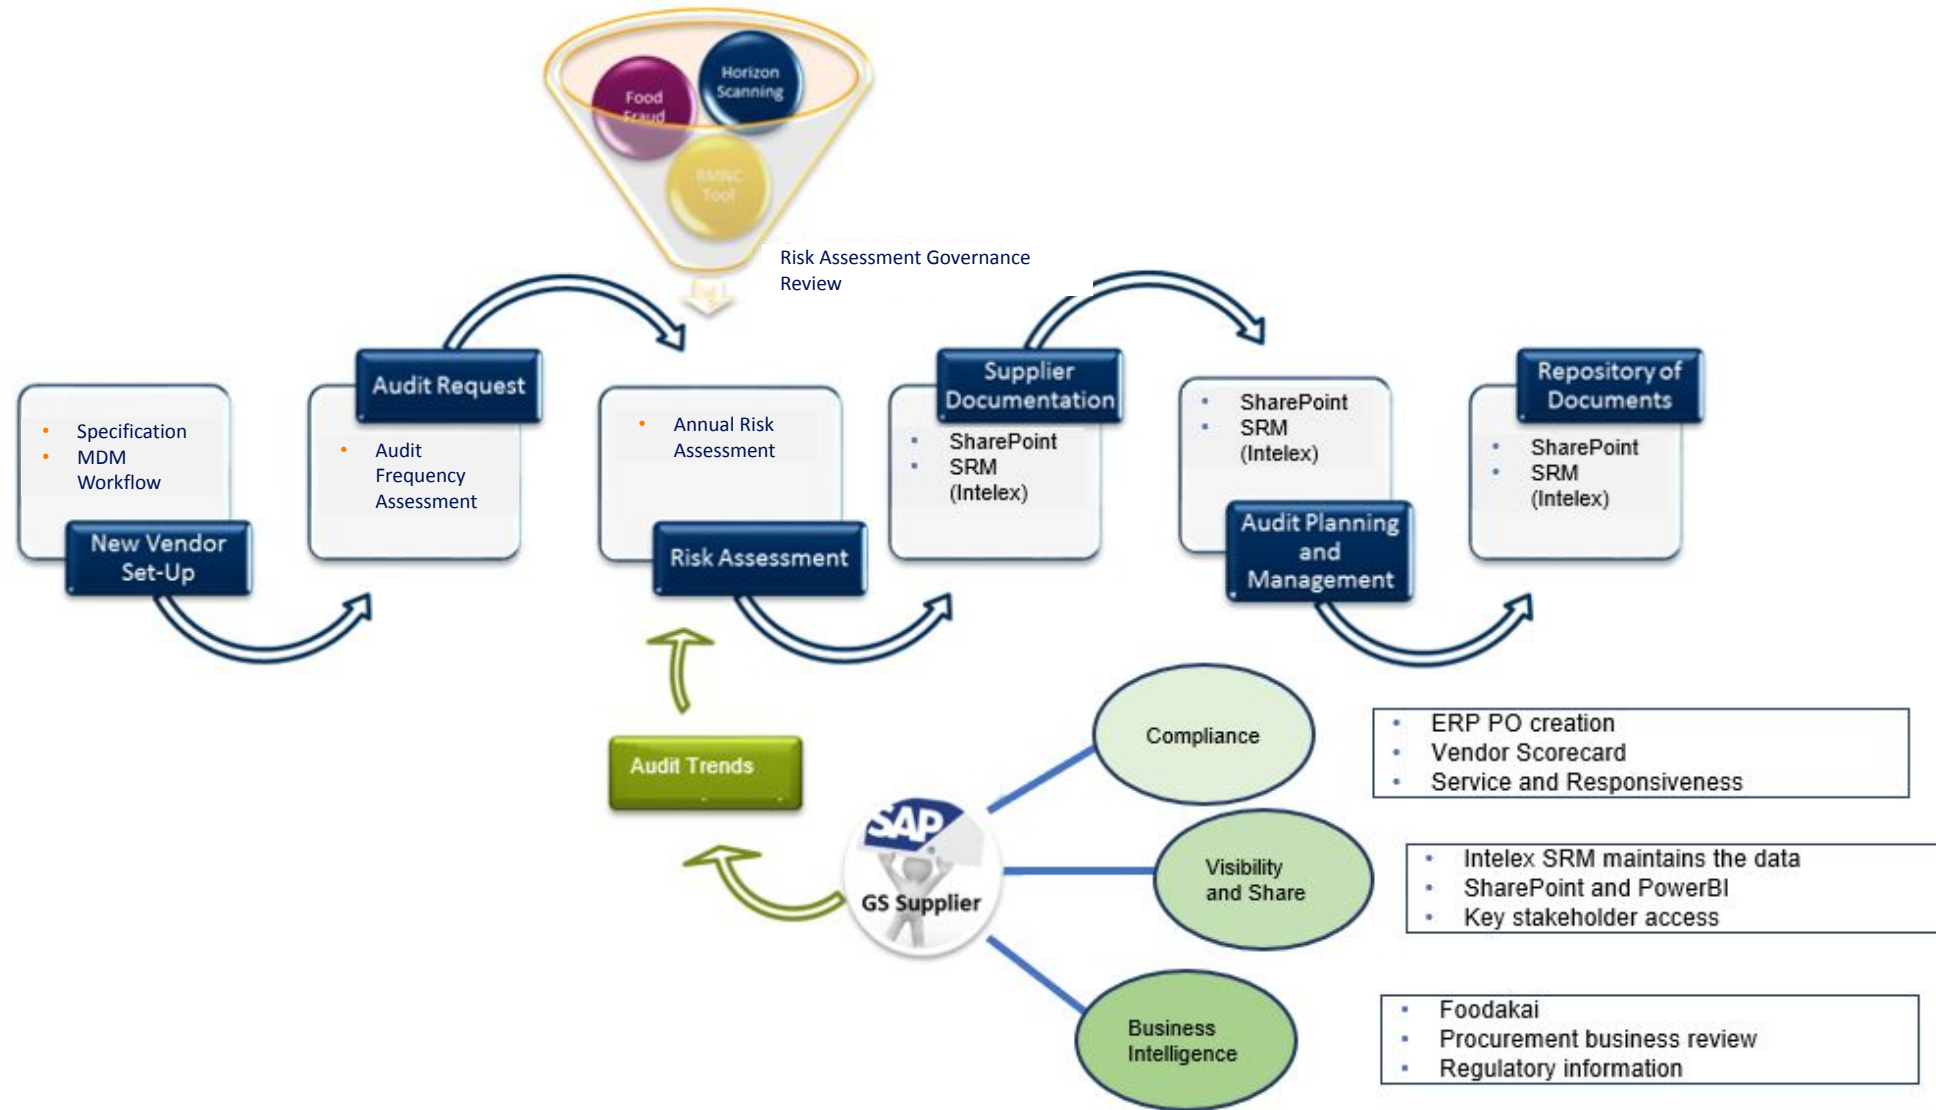 Horizon
Scanning
Food
Fraud
RMNC
Tool
Risk Assessment Governance
Review
• Specification
• MDM
Workflow
New Vendor
Set-Up
Audit Request
• Audit
Frequency
Assessment
• Annual Risk
Assessment
Risk Assessment
Supplier
Documentation
• SharePoint
• SRM
(Intelex)
• SharePoint
• SRM
(Intelex)
Audit Planning
and
Management
Repository of
Documents
• SharePoint
• SRM
(Intelex)
Audit Trends
SAP
GS Supplier
Compliance
• ERP PO creation
• Vendor Scorecard
• Service and Responsiveness
Visibility
and Share
• Intelex SRM maintains the data
• SharePoint and PowerBI
• Key stakeholder access
Business
Intelligence
• Foodakai
• Procurement business review
• Regulatory information